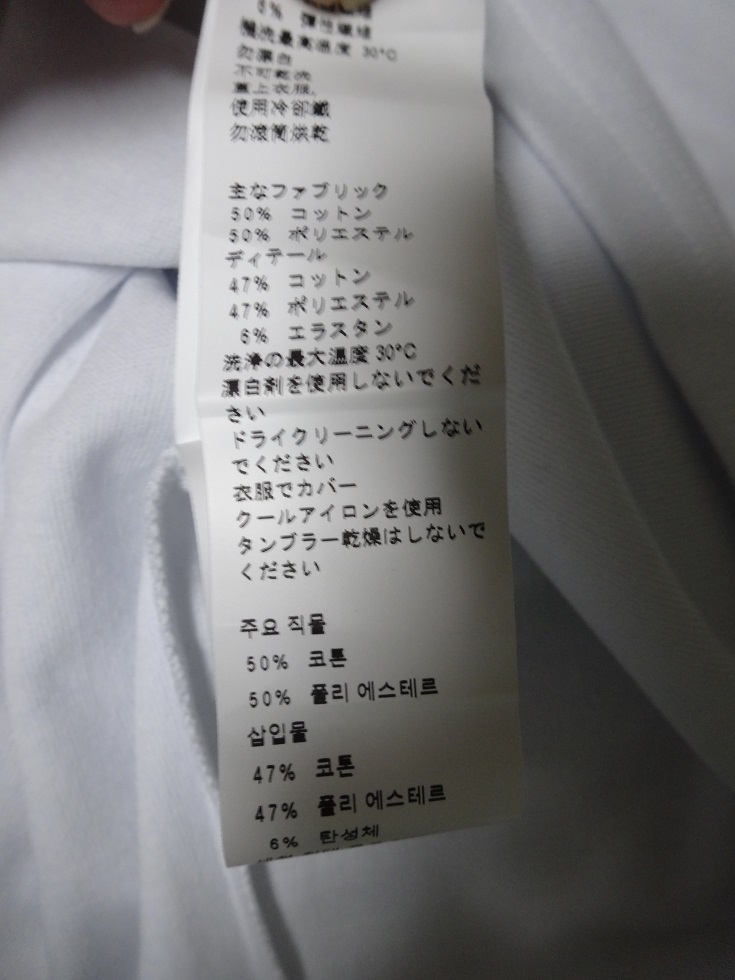 6% 彈性纖維
機洗最高溫度 30°C
勿漂白
不可乾洗
蓋上衣服,
使用冷卻鐵
勿滾筒烘乾
主なファブリック
50% コットン
50% ポリエステル
ディテール
47% コットン
47% ポリエステル
6% エラスタン
洗浄の最大温度 30°C
漂白剤を使用しないでくだ
さい
ドライクリーニングしない
でください
衣服でカバー
クールアイロンを使用
タンブラー乾燥はしないで
ください
주요 직물
50% 코튼
50% 폴리 에스테르
삽입물
47% 코튼
47% 폴리 에스테르
6% 탄성체